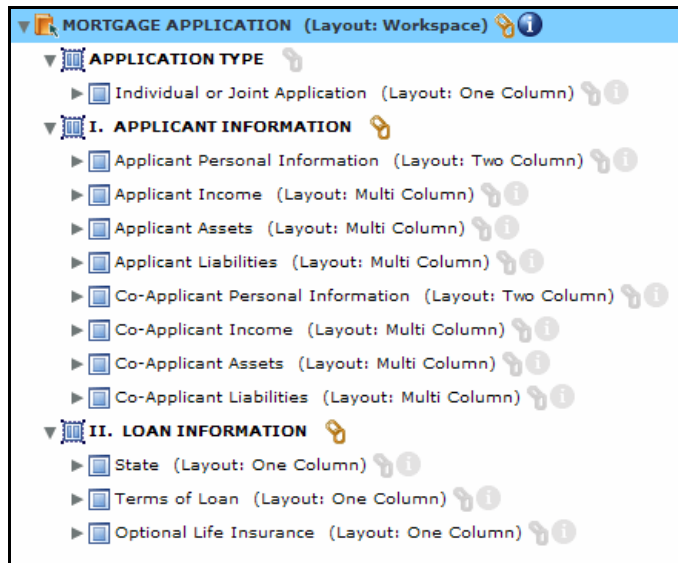 MORTGAGE APPLICATION (Layout: Workspace)
APPLICATION TYPE
Individual or Joint Application (Layout: One Column)
I. APPLICANT INFORMATION
Applicant Personal Information (Layout: Two Column)
Applicant Income (Layout: Multi Column)
Applicant Assets (Layout: Multi Column)
Applicant Liabilities (Layout: Multi Column)
Co-Applicant Personal Information (Layout: Two Column)
Co-Applicant Income (Layout: Multi Column)
Co-Applicant Assets (Layout: Multi Column)
Co-Applicant Liabilities (Layout: Multi Column)
II. LOAN INFORMATION
State (Layout: One Column)
Terms of Loan (Layout: One Column)
Optional Life Insurance (Layout: One Column)